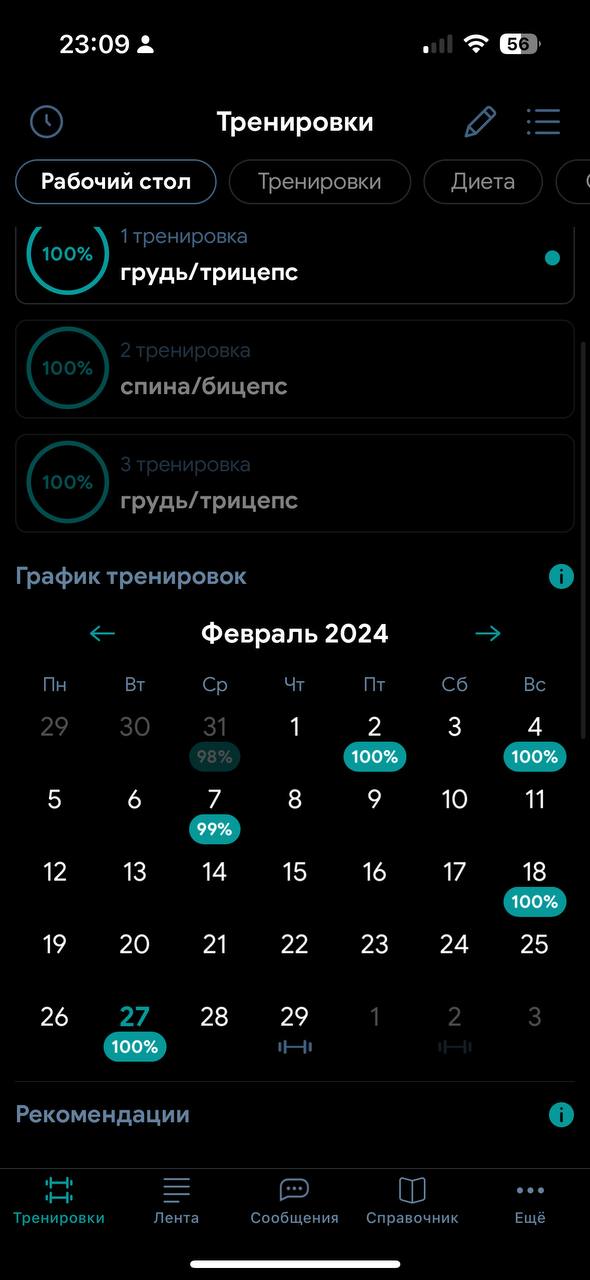 23:09
56
Тренировки
Рабочий стол
Тренировки
Диета
100%
1 тренировка
грудь/трицепс
100%
2 тренировка
спина/бицепс
100%
3 тренировка
грудь/трицепс
График тренировок
Февраль 2024
Пн Вт Ср Чт Пт Сб Вс
29 30 31 1 2 3 4
98% 100% 100%
5 6 7 8 9 10 11
99%
12 13 14 15 16 17 18
100%
19 20 21 22 23 24 25
26 27 28 29 1 2 3
100%
Рекомендации
Тренировки Лента Сообщения Справочник Ещё